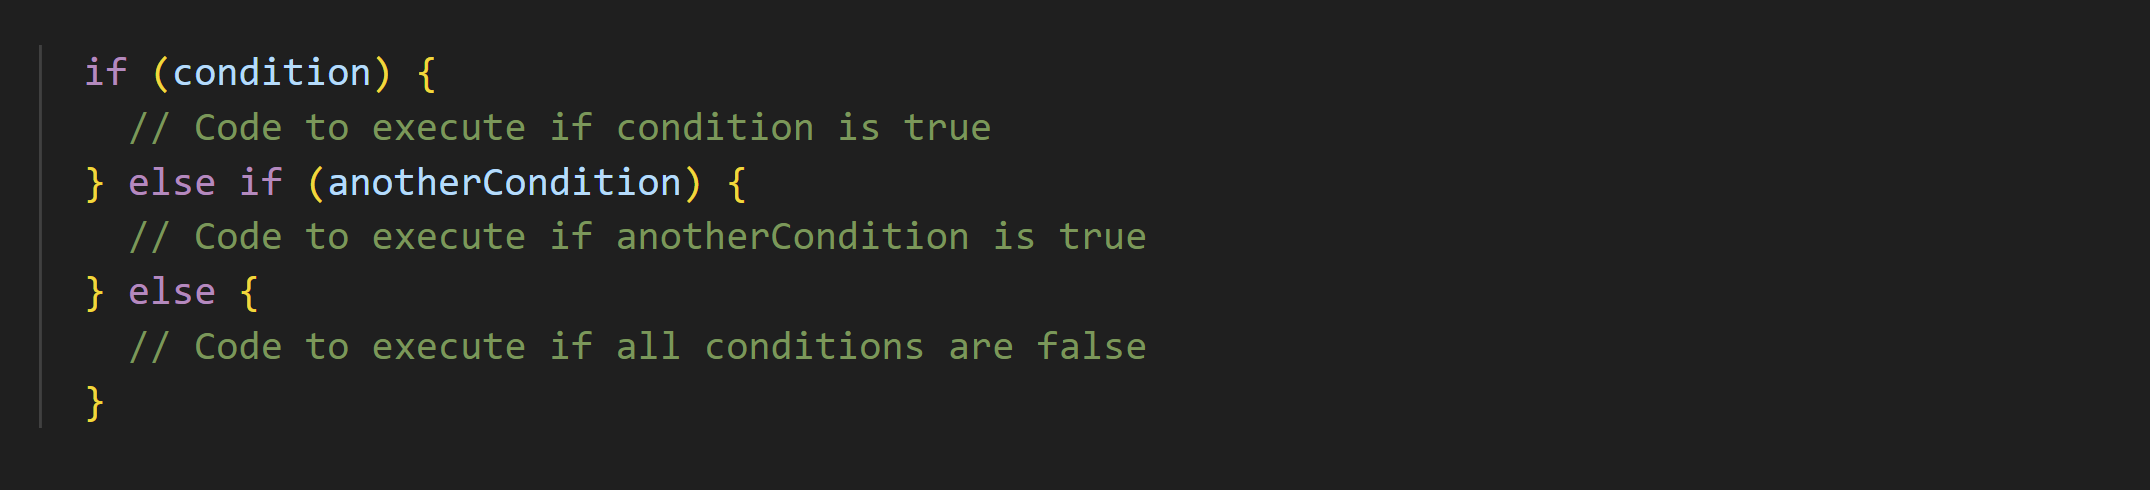 if (condition) {
  // Code to execute if condition is true
} else if (anotherCondition) {
  // Code to execute if anotherCondition is true
} else {
  // Code to execute if all conditions are false
}